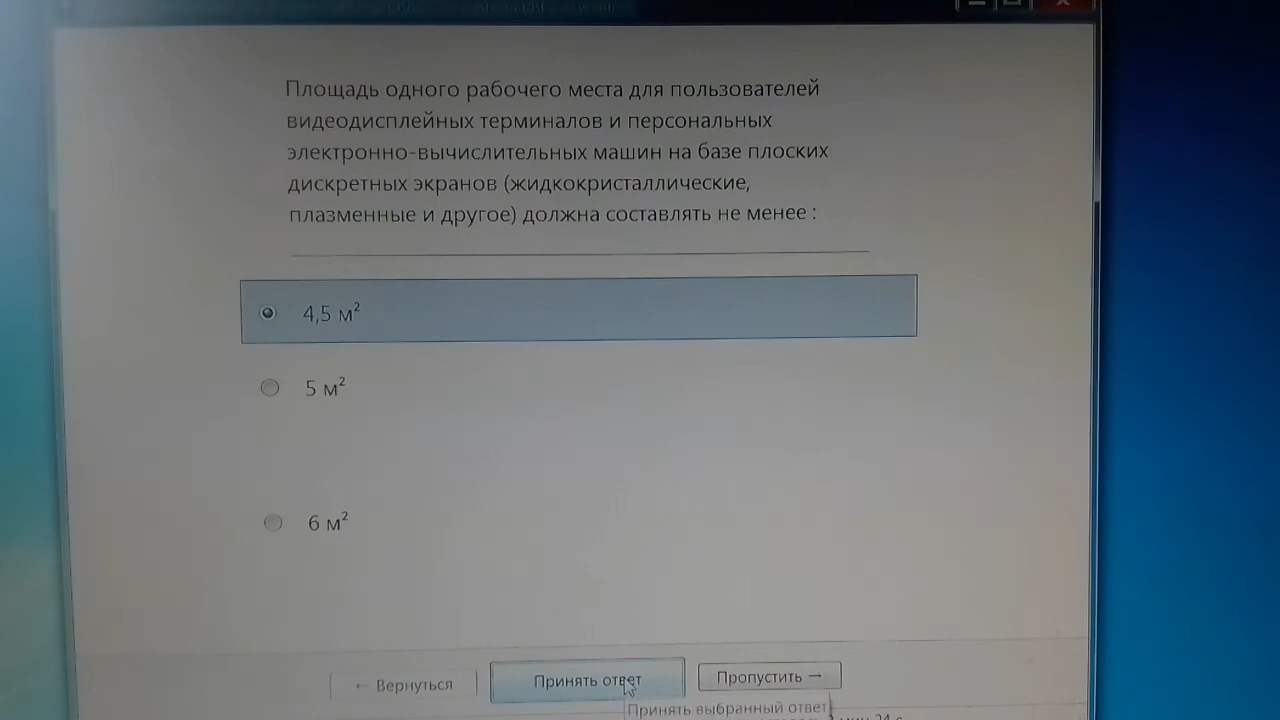 Площадь одного рабочего места для пользователей
видеодисплейных терминалов и персональных
электронно-вычислительных машин на базе плоских
дискретных экранов (жидкокристаллические,
плазменные и другое) должна составлять не менее :
4,5 м²
5 м²
6 м²
← Вернуться
Принять ответ
Пропустить →
Принять выбранный ответ